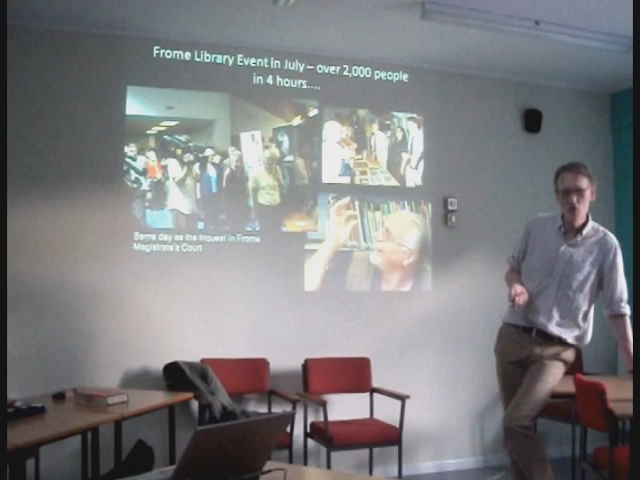 Frome Library Event in July – over 2,000 people
in 4 hours....
Same day as the Inquest in Frome
Magistrate's Court